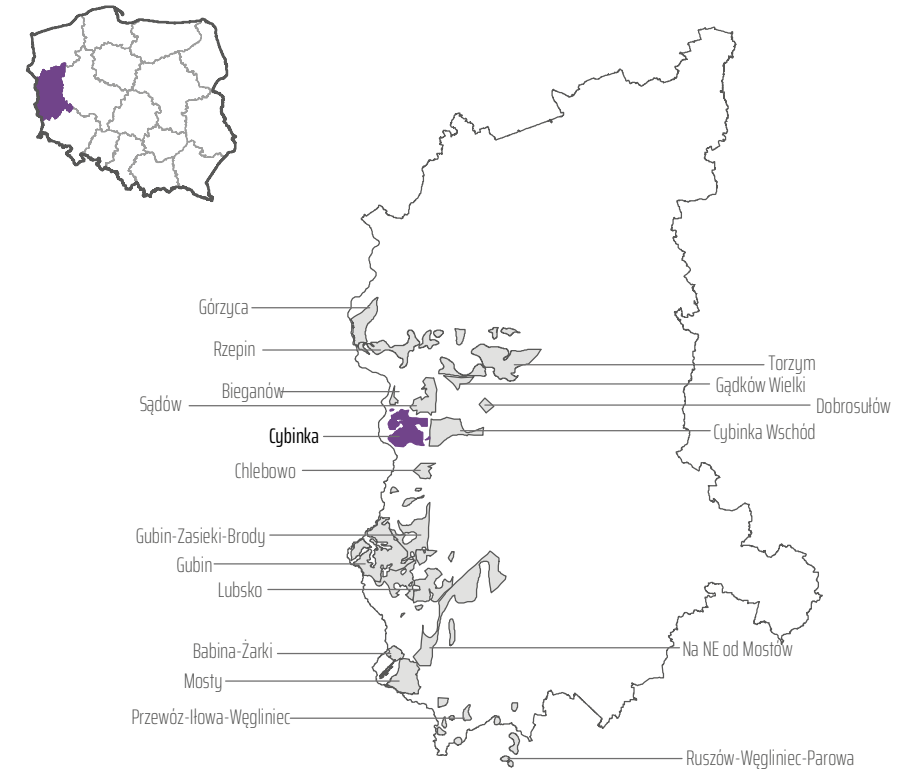 Górzyca
Rzepin
Torzym
Gądków Wielki
Bieganów
Sądów
Dobrosułów
Cybinka
Cybinka Wschód
Chlebowo
Gubin-Zasieki-Brody
Gubin
Lubsko
Babina-Żarki
Na NE od Mostów
Mosty
Przewóz-Iłowa-Węgliniec
Ruszów-Węgliniec-Parowa